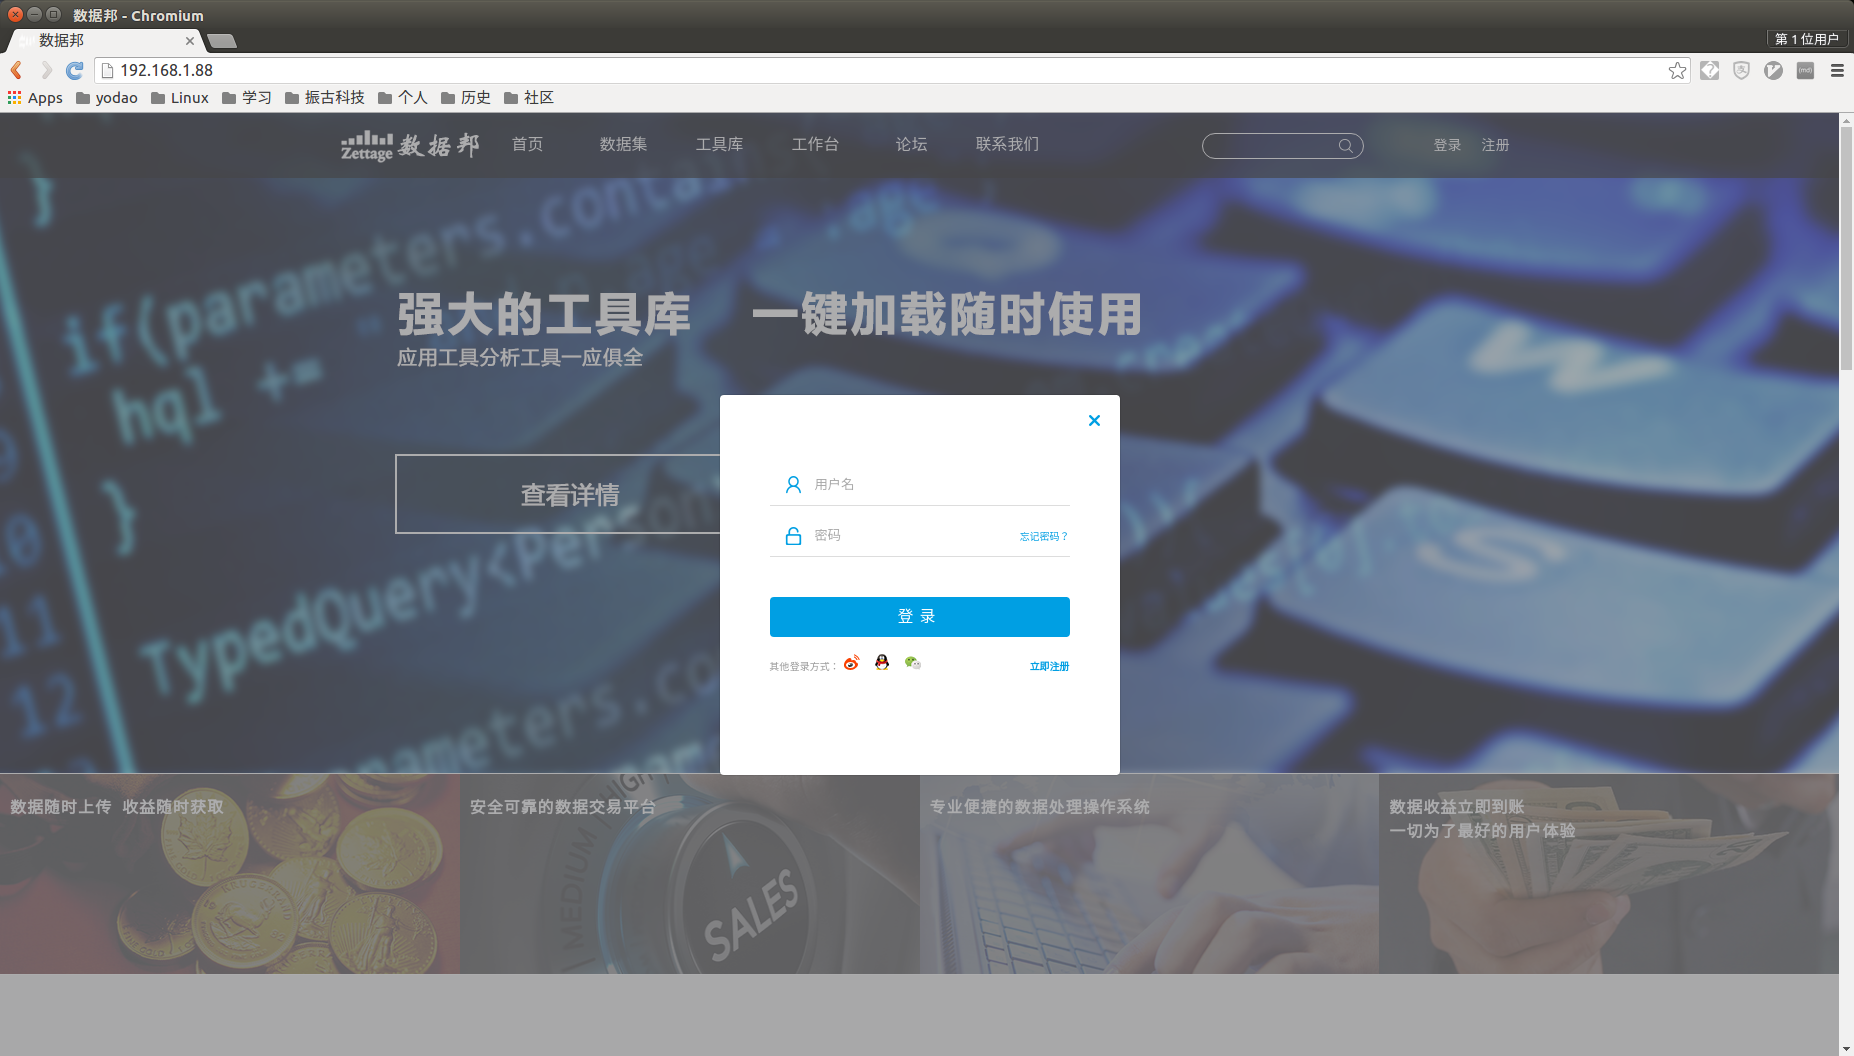 数据邦 - Chromium
数据邦
第 1 位用户
192.168.1.88
Apps yodao Linux 学习 振古科技 个人 历史 社区
Zettage 数据邦 首页 数据集 工具库 工作台 论坛 联系我们 登录 注册
}
if(parameters.contains
hql +=
强大的工具库 一键加载随时使用
应用工具分析工具一应俱全
查看详情
}
TypedQuery<Person
10
11
12
用户名
密码 忘记密码？
登 录
其他登录方式： 立即注册
W
S
数据随时上传 收益随时获取
安全可靠的数据交易平台
MEDIUM HIGH
SALES
专业便捷的数据处理操作系统
数据收益立即到账
一切为了最好的用户体验